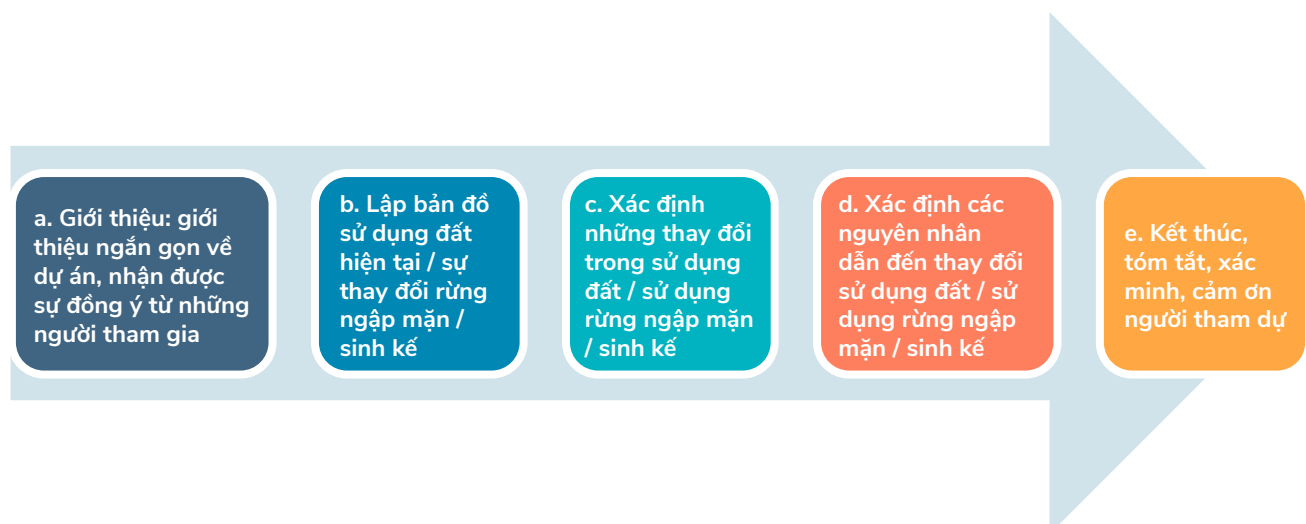 a. Giới thiệu: giới
thiệu ngắn gọn về
dự án, nhận được
sự đồng ý từ những
người tham gia
b. Lập bản đồ
sử dụng đất
hiện tại / sự
thay đổi rừng
ngập mặn /
sinh kế
c. Xác định
những thay đổi
trong sử dụng
đất / sử dụng
rừng ngập mặn
/ sinh kế
d. Xác định các
nguyên nhân
dẫn đến thay đổi
sử dụng đất / sử
dụng rừng ngập
mặn / sinh kế
e. Kết thúc,
tóm tắt, xác
minh, cảm ơn
người tham dự